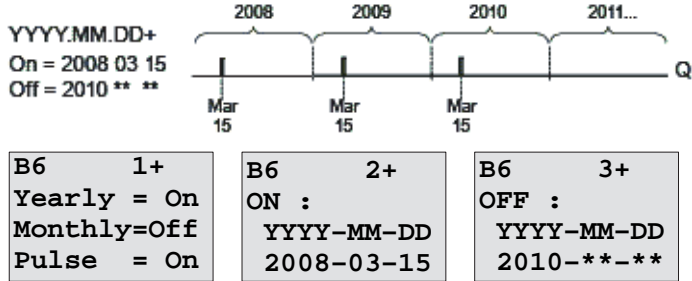 2008 2009 2010 2011...
YYYY.MM.DD+
On = 2008 03 15
Off = 2010 ** **
Q
Mar Mar Mar
15 15 15
B6 1+
Yearly = On
Monthly=Off
Pulse = On
B6 2+
ON :
YYYY-MM-DD
2008-03-15
B6 3+
OFF :
YYYY-MM-DD
2010-**-**